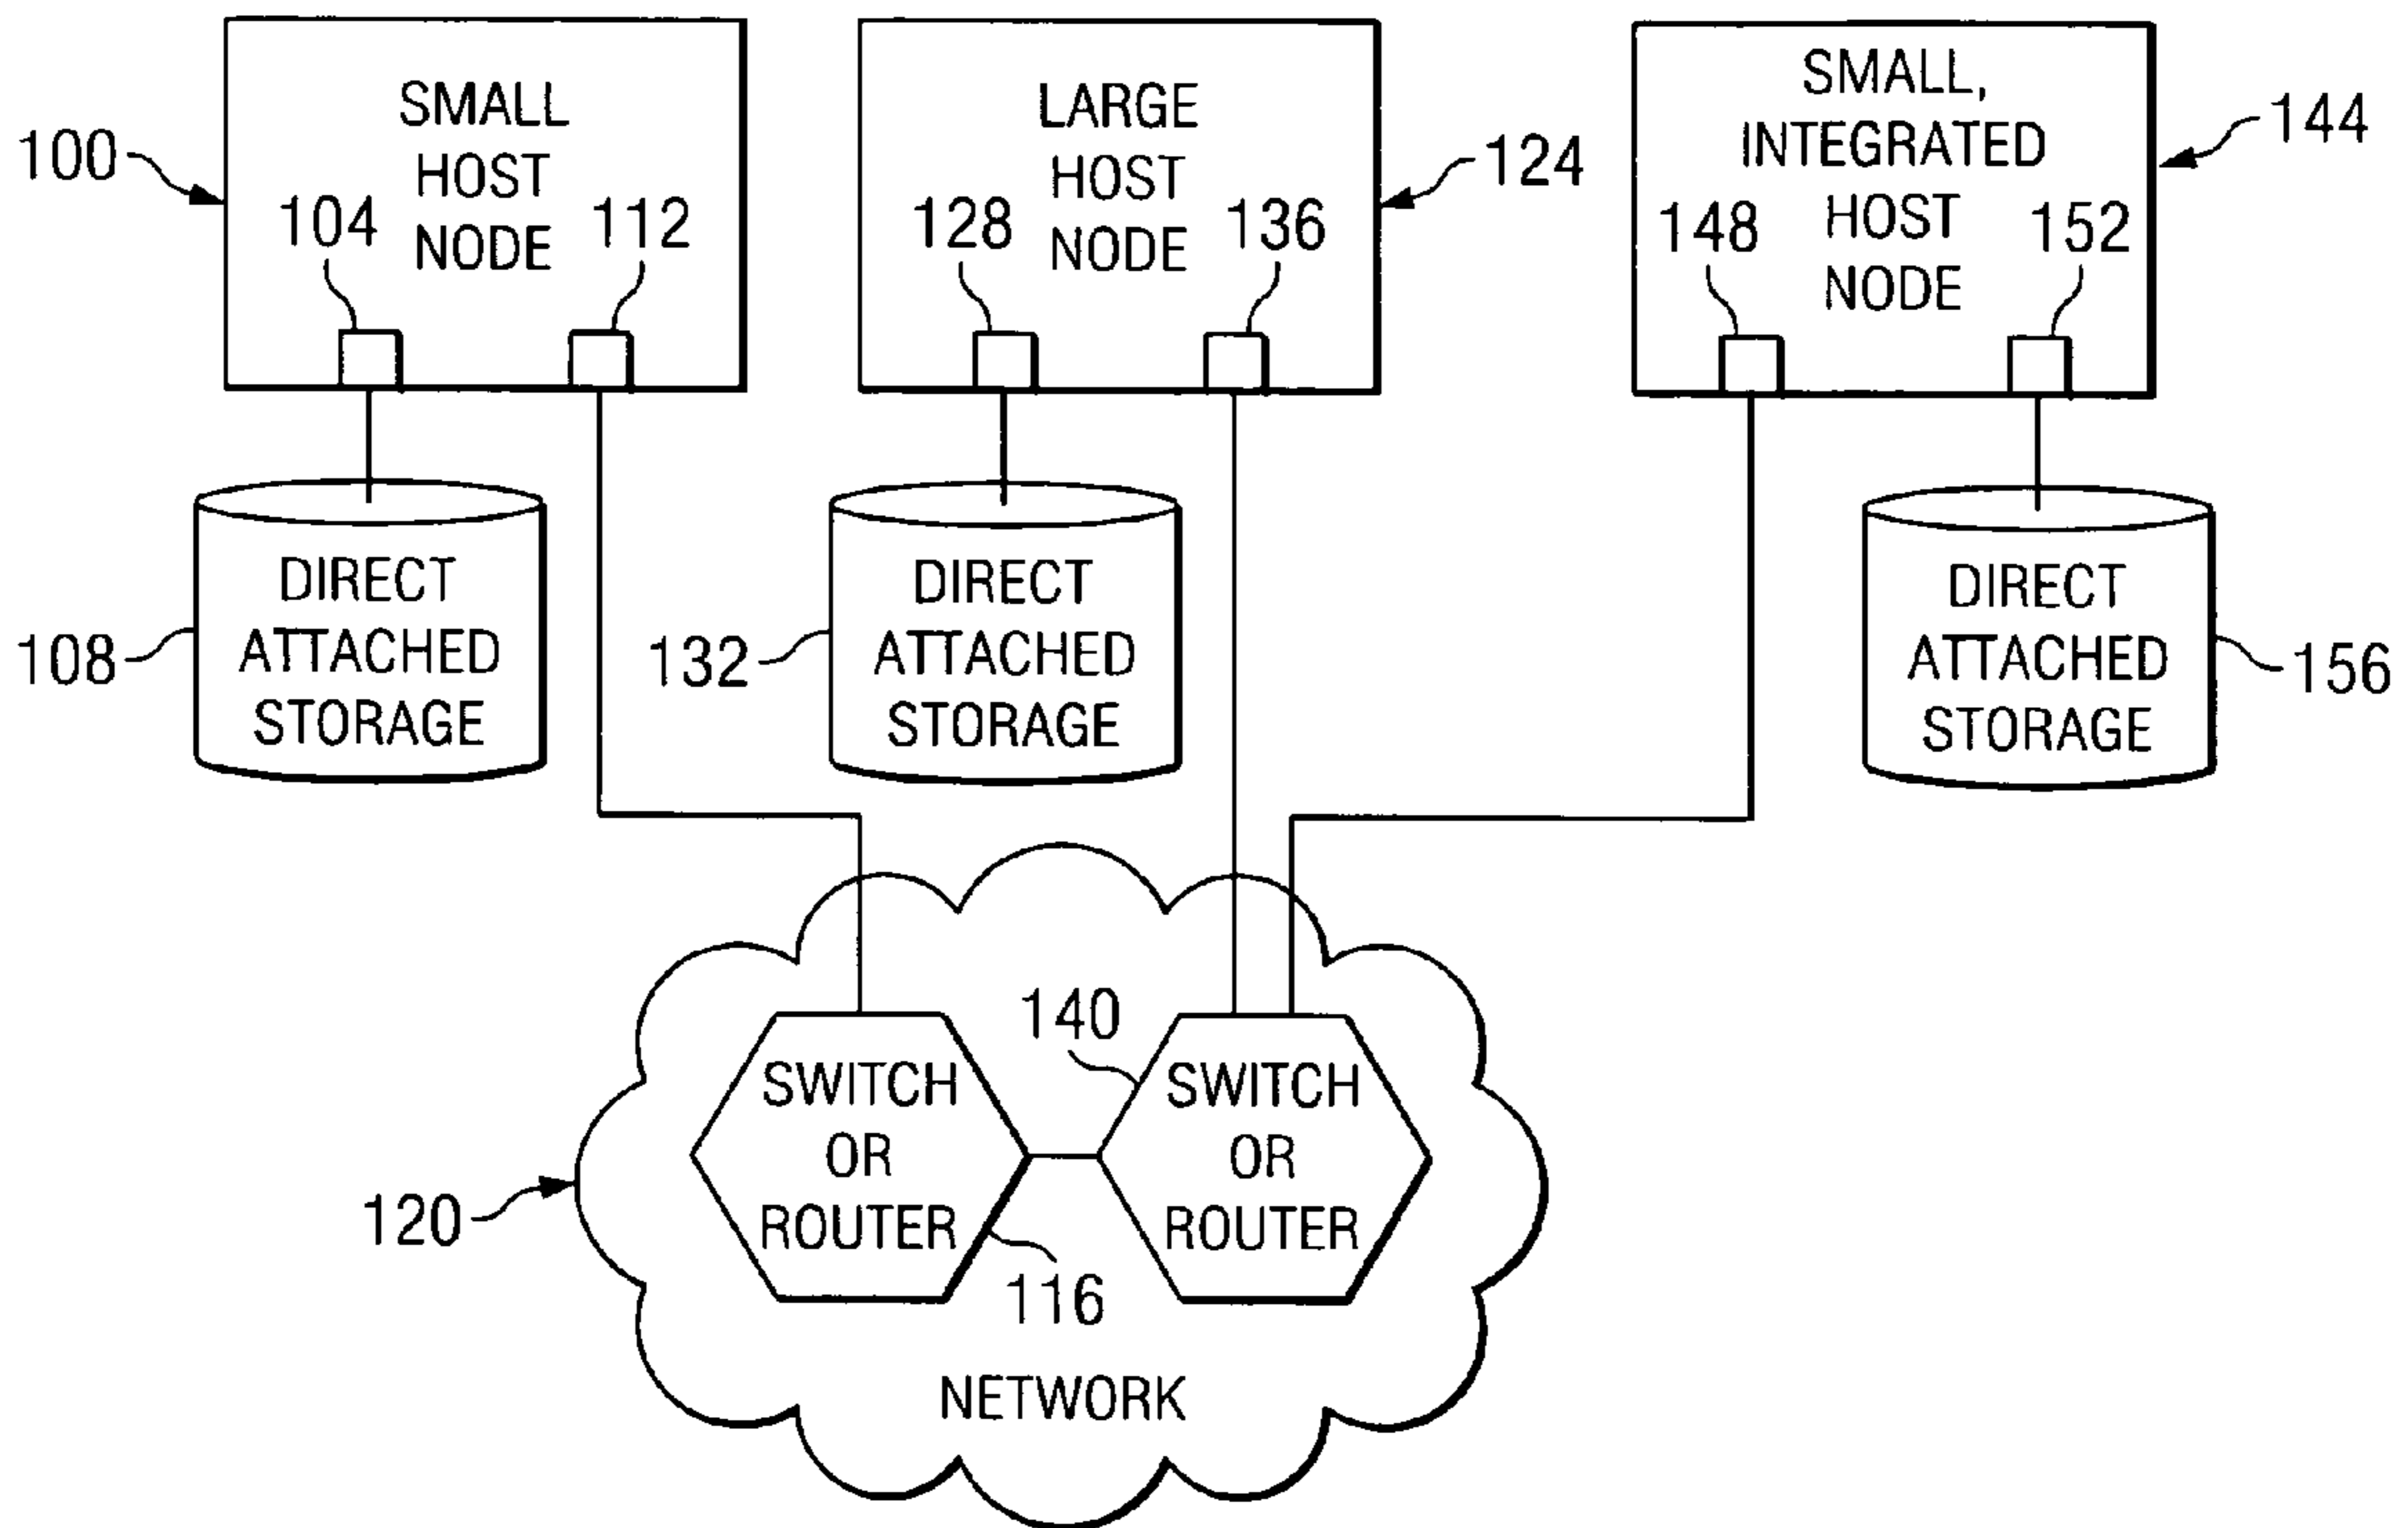 SMALL
HOST
NODE
100
104
112
LARGE
HOST
NODE
124
128
136
SMALL,
INTEGRATED
HOST
NODE
144
148
152
DIRECT
ATTACHED
STORAGE
108
DIRECT
ATTACHED
STORAGE
132
DIRECT
ATTACHED
STORAGE
156
140
SWITCH
OR
ROUTER
SWITCH
OR
ROUTER
120
116
NETWORK